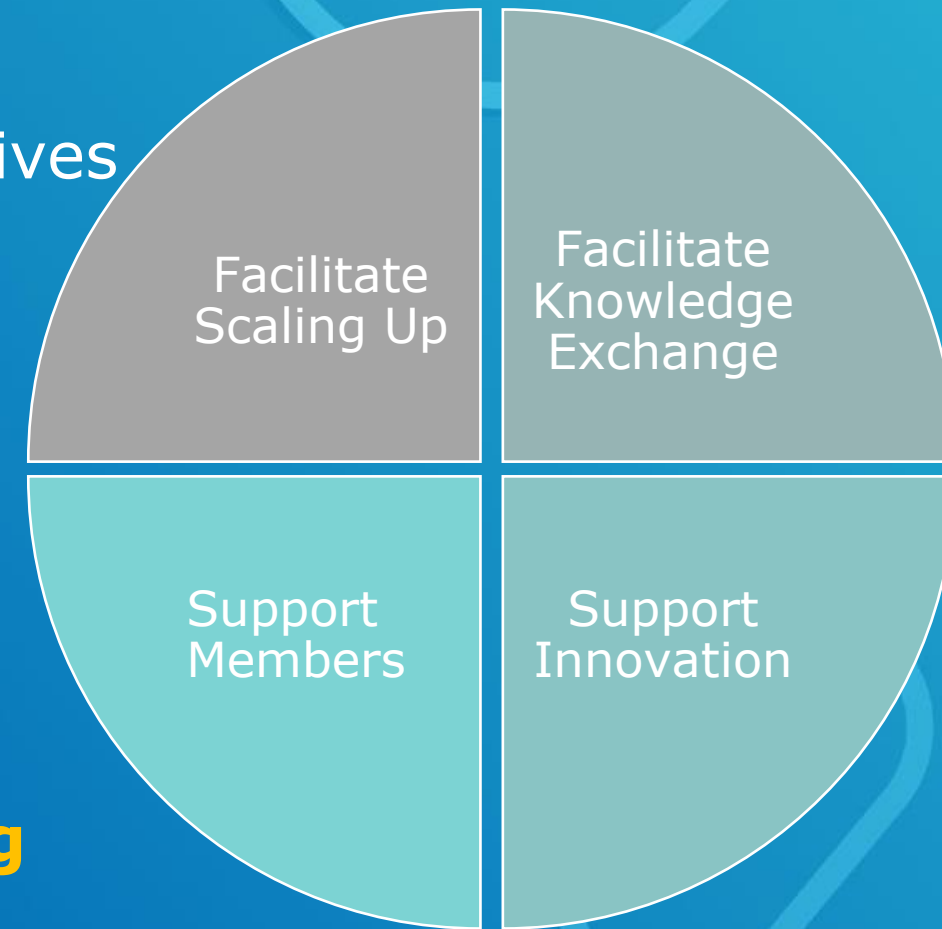 ives
Facilitate
Scaling Up
Facilitate
Knowledge
Exchange
Support
Members
Support
Innovation
g